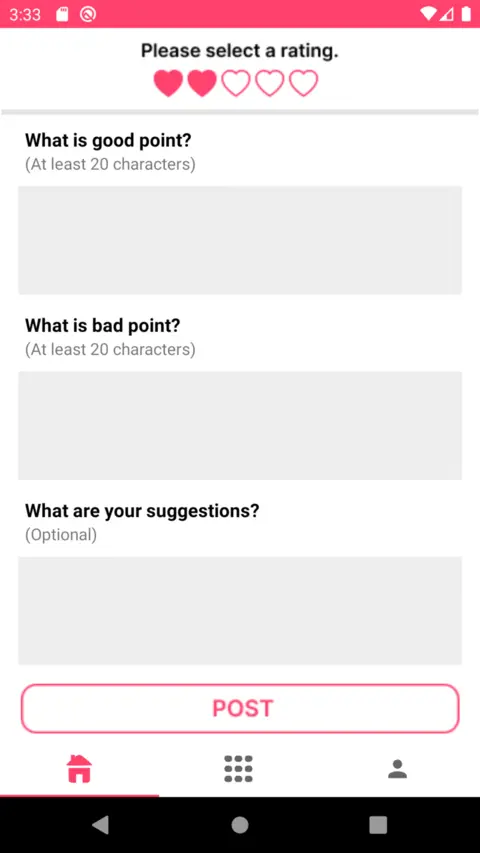 3:33
Please select a rating.
What is good point?
(At least 20 characters)
What is bad point?
(At least 20 characters)
What are your suggestions?
(Optional)
POST